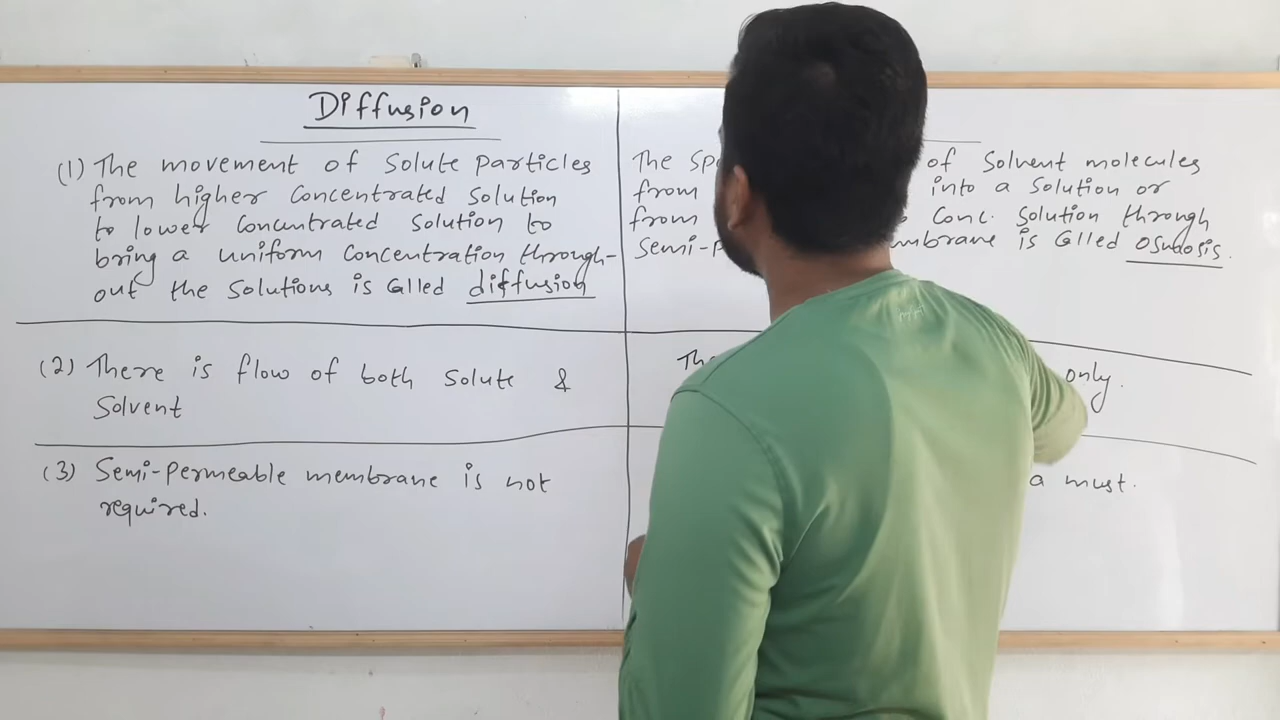 Diffusion
(1) The movement of solute particles
from higher concentrated solution
to lower concentrated solution to
bring a uniform concentration through-
out the solutions is called diffusion
(2) There is flow of both solute &
solvent
(3) Semi-permeable membrane is not
required.
The of solvent molecules
from into a solution or
from conc. solution through
semi- is called osmosis.
only.
a must.